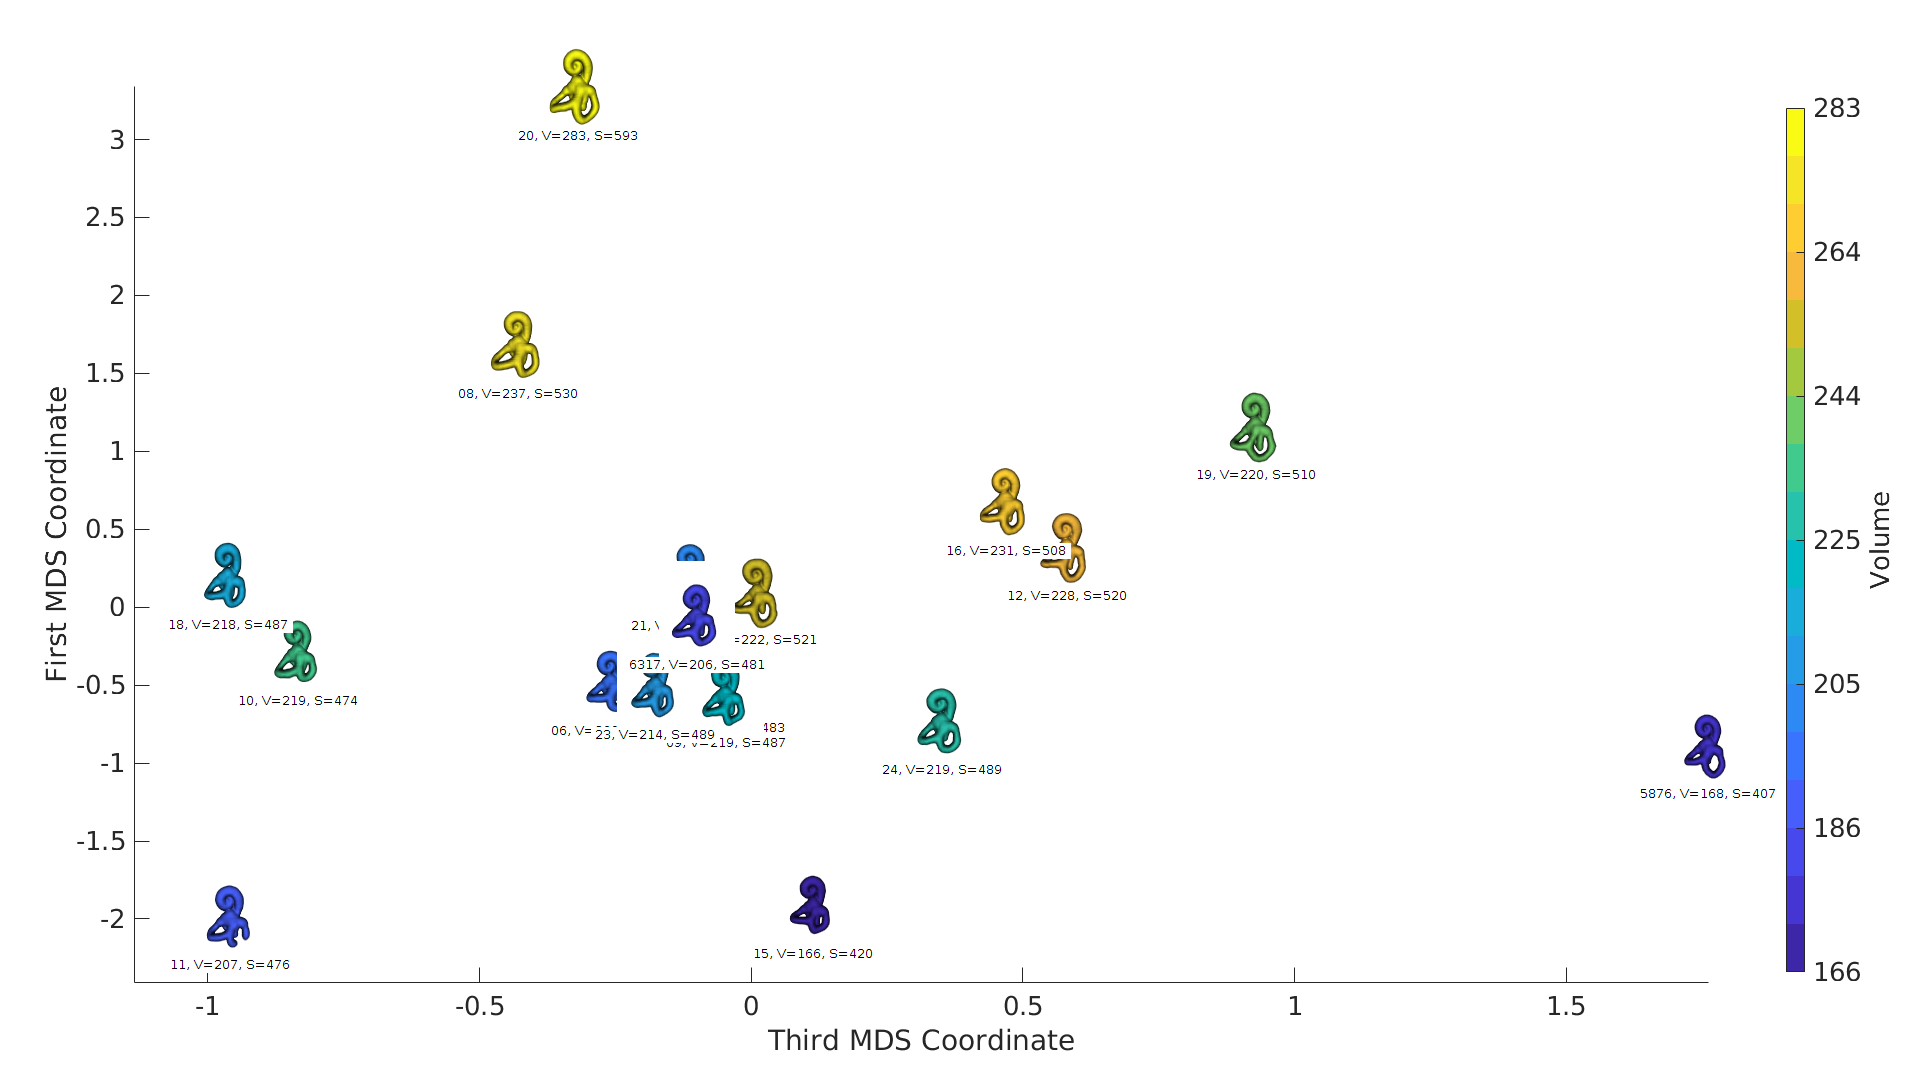 20, V=283, S=593
08, V=237, S=530
19, V=220, S=510
16, V=231, S=508
12, V=228, S=520
18, V=218, S=487
21,
=222, S=521
6317, V=206, S=481
10, V=219, S=474
06, V=
23, V=214, S=489
483
09, V=219, S=487
24, V=219, S=489
5876, V=168, S=407
15, V=166, S=420
11, V=207, S=476
3
2.5
2
1.5
1
0.5
0
-0.5
-1
-1.5
-2
First MDS Coordinate
-1
-0.5
0
0.5
1
1.5
Third MDS Coordinate
283
264
244
225
205
186
166
Volume